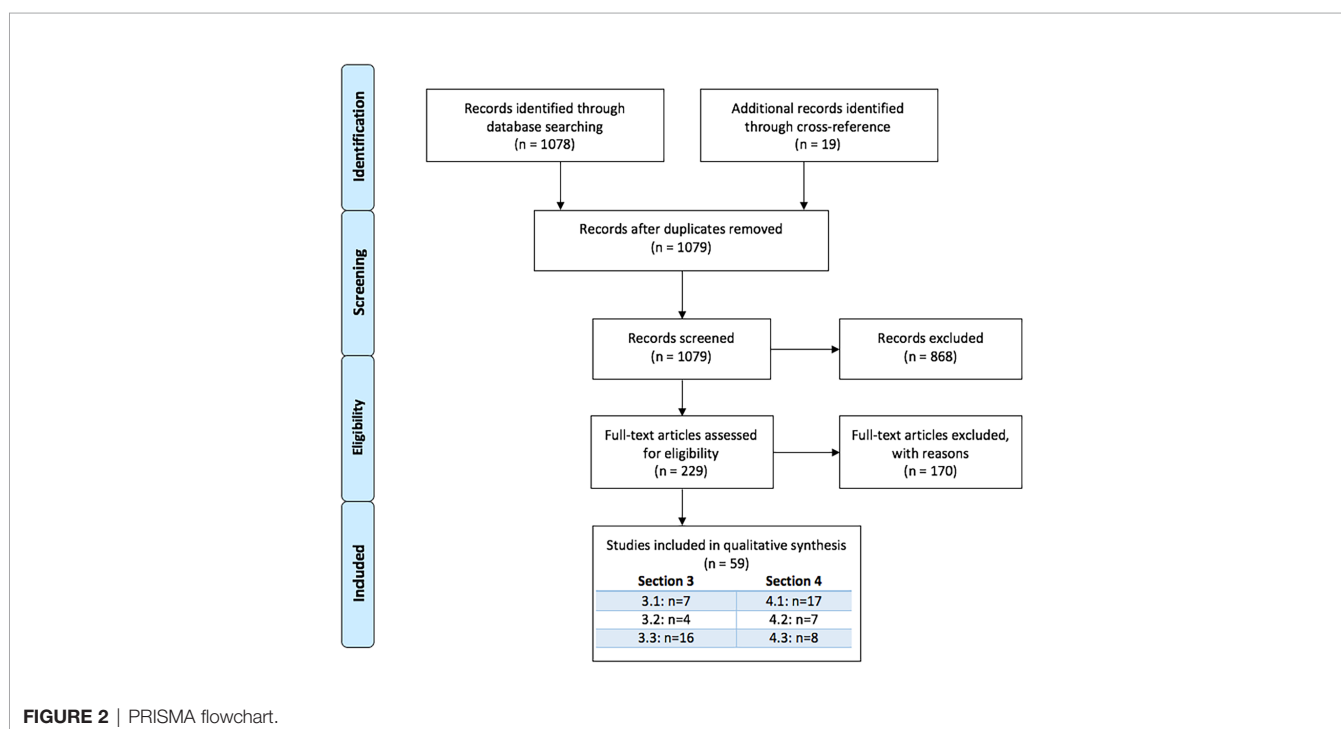 Identification
Records identified through
database searching
(n = 1078)
Additional records identified
through cross-reference
(n = 19)
Screening
Records after duplicates removed
(n = 1079)
Records screened
(n = 1079)
Records excluded
(n = 868)
Eligibility
Full-text articles assessed
for eligibility
(n = 229)
Full-text articles excluded,
with reasons
(n = 170)
Included
Studies included in qualitative synthesis
(n = 59)
Section 3 Section 4
3.1: n=7 4.1: n=17
3.2: n=4 4.2: n=7
3.3: n=16 4.3: n=8
FIGURE 2 | PRISMA flowchart.